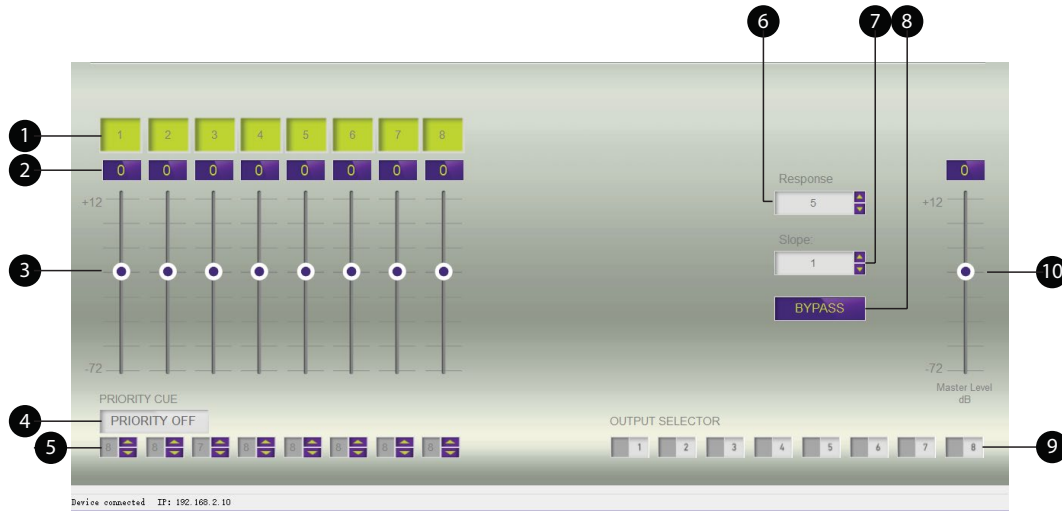 6 7 8
1 1 2 3 4 5 6 7 8
2 0 0 0 0 0 0 0 0 0
Response
+12 5 +12
Slope:
3 1 10
BYPASS
-72 -72
Master Level
dB
PRIORITY CUE
4 PRIORITY OFF
OUTPUT SELECTOR
5 7 1 2 3 4 5 6 7 8 9
Device connected IP: 192.168.2.10